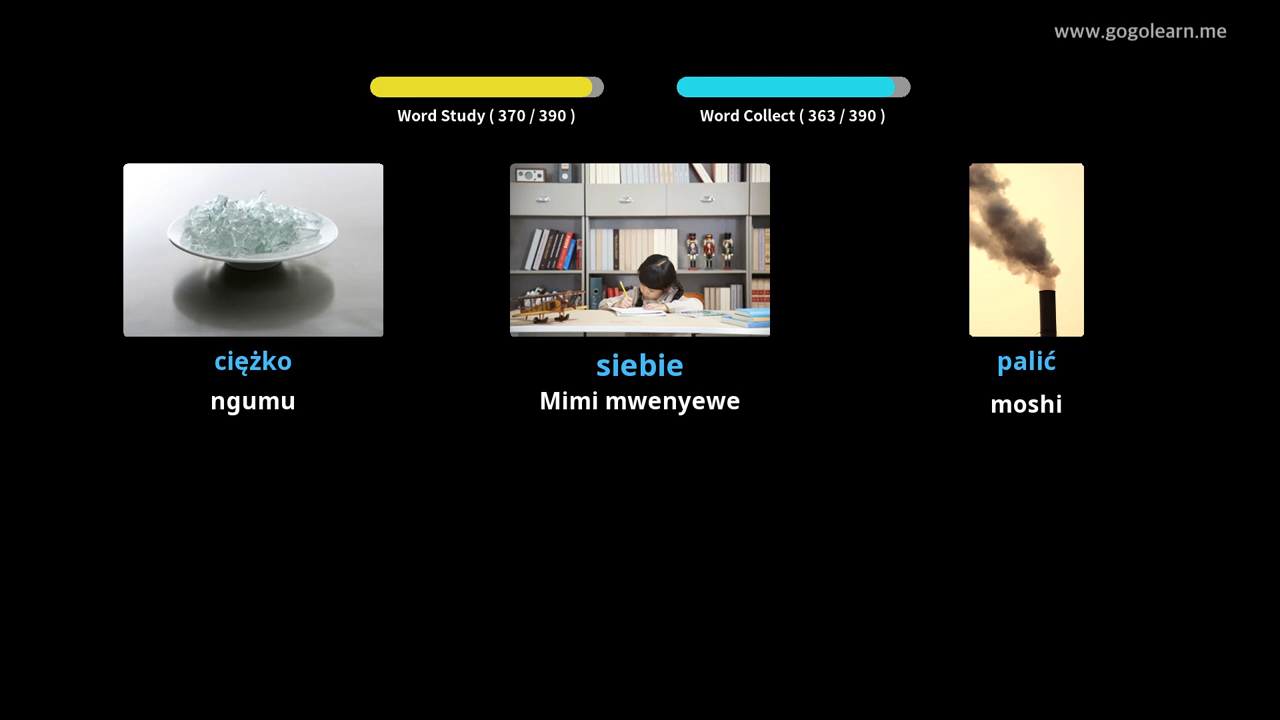 www.gogolearn.me
Word Study ( 370 / 390 )
Word Collect ( 363 / 390 )
ciężko
siebie
palić
ngumu
Mimi mwenyewe
moshi